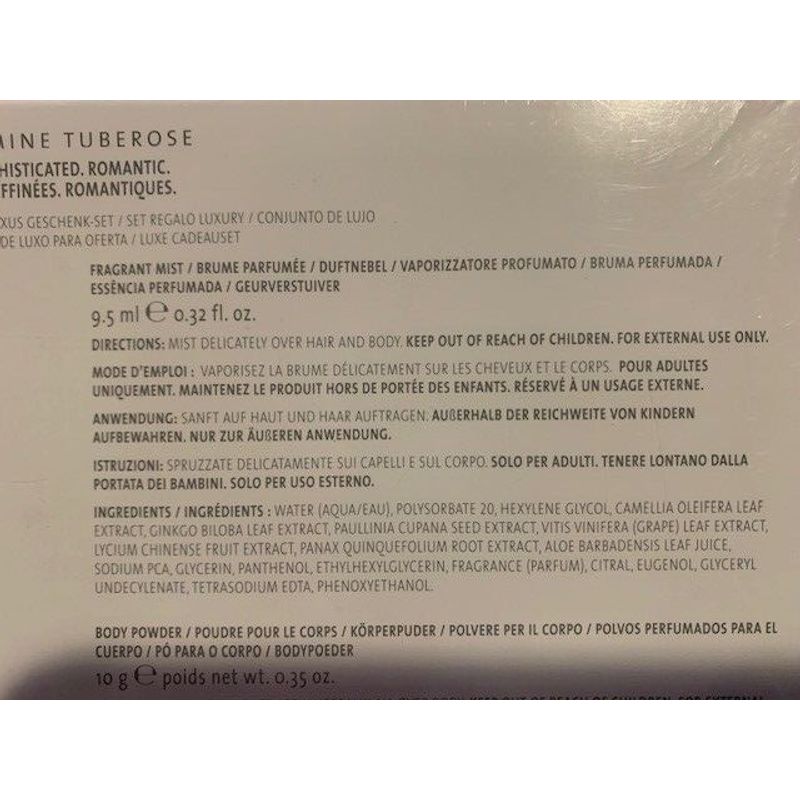 MINE TUBEROSE
HISTICATED. ROMANTIC.
FFINÉES. ROMANTIQUES.
XUS GESCHENK-SET / SET REGALO LUXURY / CONJUNTO DE LUJO
DE LUXO PARA OFERTA / LUXE CADEAUSET
FRAGRANT MIST / BRUME PARFUMÉE / DUFTNEBEL / VAPORIZZATORE PROFUMATO / BRUMA PERFUMADA /
ESSÊNCIA PERFUMADA / GEURVERSTUIVER
9.5 ml ℮ 0.32 fl. oz.
DIRECTIONS: MIST DELICATELY OVER HAIR AND BODY. KEEP OUT OF REACH OF CHILDREN. FOR EXTERNAL USE ONLY.
MODE D'EMPLOI : VAPORISEZ LA BRUME DÉLICATEMENT SUR LES CHEVEUX ET LE CORPS. POUR ADULTES
UNIQUEMENT. MAINTENEZ LE PRODUIT HORS DE PORTÉE DES ENFANTS. RÉSERVÉ À UN USAGE EXTERNE.
ANWENDUNG: SANFT AUF HAUT UND HAAR AUFTRAGEN. AUßERHALB DER REICHWEITE VON KINDERN
AUFBEWAHREN. NUR ZUR ÄUßEREN ANWENDUNG.
ISTRUZIONI: SPRUZZATE DELICATAMENTE SUI CAPELLI E SUL CORPO. SOLO PER ADULTI. TENERE LONTANO DALLA
PORTATA DEI BAMBINI. SOLO PER USO ESTERNO.
INGREDIENTS / INGRÉDIENTS : WATER (AQUA/EAU), POLYSORBATE 20, HEXYLENE GLYCOL, CAMELLIA OLEIFERA LEAF
EXTRACT, GINKGO BILOBA LEAF EXTRACT, PAULLINIA CUPANA SEED EXTRACT, VITIS VINIFERA (GRAPE) LEAF EXTRACT,
LYCIUM CHINENSE FRUIT EXTRACT, PANAX QUINQUEFOLIUM ROOT EXTRACT, ALOE BARBADENSIS LEAF JUICE,
SODIUM PCA, GLYCERIN, PANTHENOL, ETHYLHEXYLGLYCERIN, FRAGRANCE (PARFUM), CITRAL, EUGENOL, GLYCERYL
UNDECYLENATE, TETRASODIUM EDTA, PHENOXYETHANOL.
BODY POWDER / POUDRE POUR LE CORPS / KÖRPERPUDER / POLVERE PER IL CORPO / POLVOS PERFUMADOS PARA EL
CUERPO / PÓ PARA O CORPO / BODYPOEDER
10 g ℮ poids net wt. 0.35 oz.
KEEP OUT OF REACH OF CHILDREN. FOR EXTERNAL